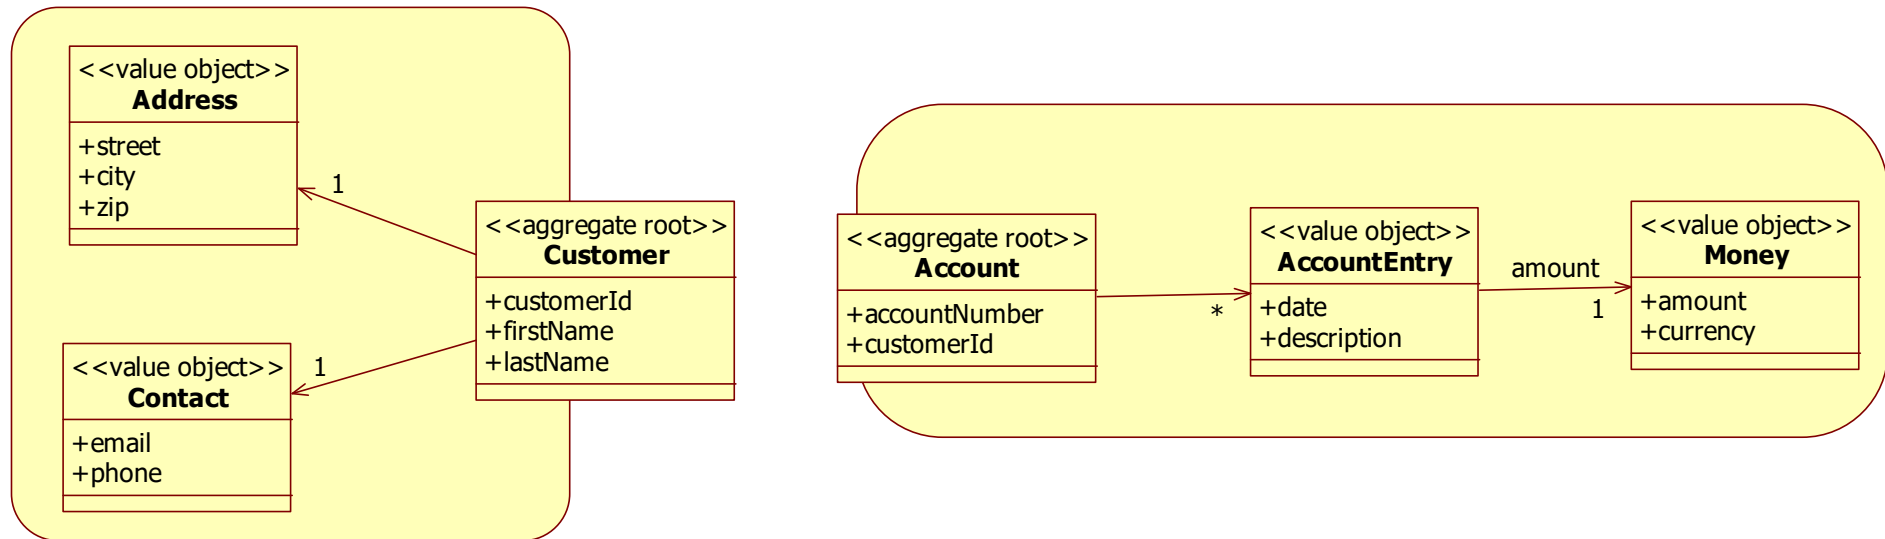 <<value object>>
Address
+street
+city
+zip
1
<<aggregate root>>
Customer
+customerId
+firstName
+lastName
1
<<value object>>
Contact
+email
+phone
<<aggregate root>>
Account
+accountNumber
+customerId
*
<<value object>>
AccountEntry
+date
+description
amount
1
<<value object>>
Money
+amount
+currency